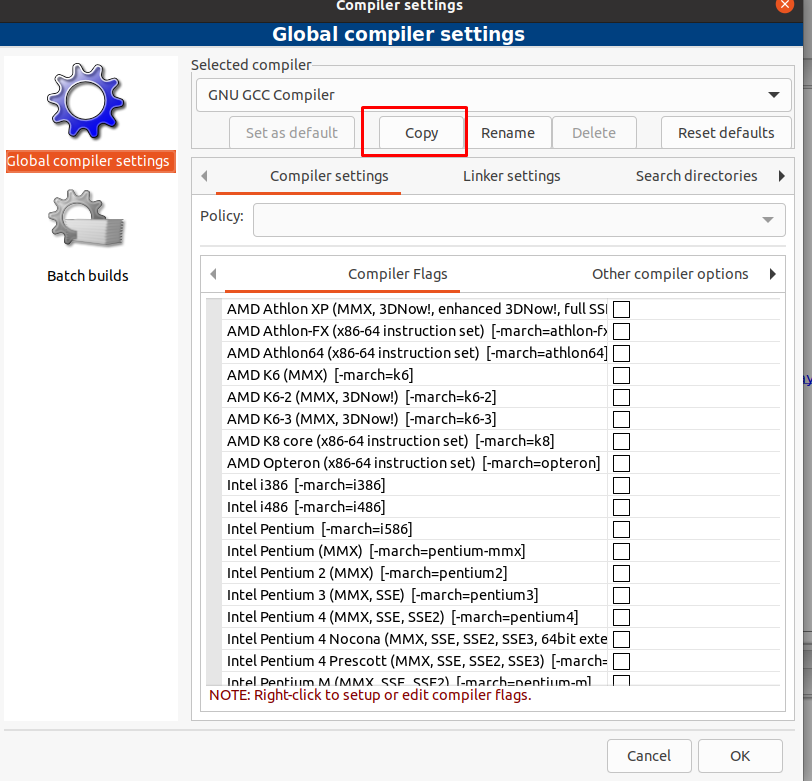 Compiler settings
Global compiler settings
Selected compiler
GNU GCC Compiler
Set as default Copy Rename Delete Reset defaults
Global compiler settings
Batch builds
Compiler settings Linker settings Search directories
Policy:
Compiler Flags Other compiler options
AMD Athlon XP (MMX, 3DNow!, enhanced 3DNow!, full SSE
AMD Athlon-FX (x86-64 instruction set) [-march=athlon-fx
AMD Athlon64 (x86-64 instruction set) [-march=athlon64]
AMD K6 (MMX) [-march=k6]
AMD K6-2 (MMX, 3DNow!) [-march=k6-2]
AMD K6-3 (MMX, 3DNow!) [-march=k6-3]
AMD K8 core (x86-64 instruction set) [-march=k8]
AMD Opteron (x86-64 instruction set) [-march=opteron]
Intel i386 [-march=i386]
Intel i486 [-march=i486]
Intel Pentium [-march=i586]
Intel Pentium (MMX) [-march=pentium-mmx]
Intel Pentium 2 (MMX) [-march=pentium2]
Intel Pentium 3 (MMX, SSE) [-march=pentium3]
Intel Pentium 4 (MMX, SSE, SSE2) [-march=pentium4]
Intel Pentium 4 Nocona (MMX, SSE, SSE2, SSE3, 64bit exte
Intel Pentium 4 Prescott (MMX, SSE, SSE2, SSE3) [-march=
Intel Pentium M (MMX, SSE, SSE2) [-march=pentium-m]
NOTE: Right-click to setup or edit compiler flags.
Cancel OK